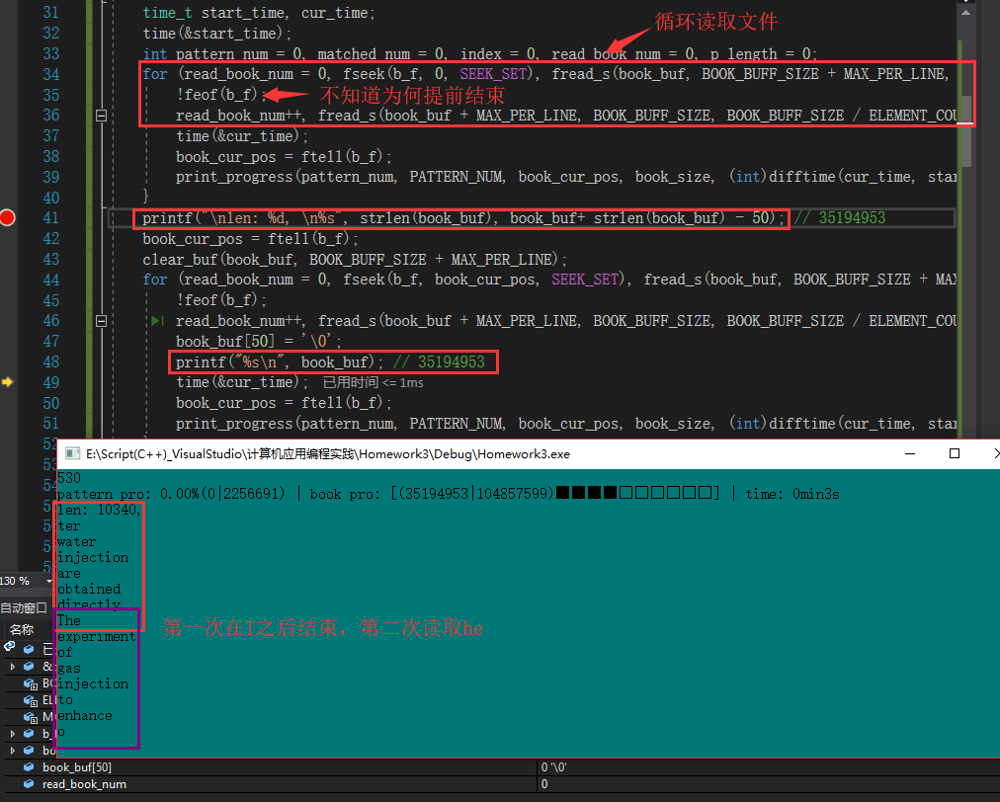 31 time_t start_time, cur_time;
32 time(&start_time);
33 int pattern_num = 0, matched_num = 0, index = 0, read_book_num = 0, p_length = 0;
循环读取文件
34 for (read_book_num = 0, fseek(b_f, 0, SEEK_SET), fread_s(book_buf, BOOK_BUFF_SIZE + MAX_PER_LINE,
35 !feof(b_f);
不知道为何提前结束
36 read_book_num++, fread_s(book_buf + MAX_PER_LINE, BOOK_BUFF_SIZE, BOOK_BUFF_SIZE / ELEMENT_COU
37 time(&cur_time);
38 book_cur_pos = ftell(b_f);
39 print_progress(pattern_num, PATTERN_NUM, book_cur_pos, book_size, (int)difftime(cur_time, star
40 }
41 printf("\nlen: %d, \n%s", strlen(book_buf), book_buf+ strlen(book_buf) - 50); // 35194953
42 book_cur_pos = ftell(b_f);
43 clear_buf(book_buf, BOOK_BUFF_SIZE + MAX_PER_LINE);
44 for (read_book_num = 0, fseek(b_f, book_cur_pos, SEEK_SET), fread_s(book_buf, BOOK_BUFF_SIZE + MAX
45 !feof(b_f);
46 read_book_num++, fread_s(book_buf + MAX_PER_LINE, BOOK_BUFF_SIZE, BOOK_BUFF_SIZE / ELEMENT_COU
47 book_buf[50] = '\0';
48 printf("%s\n", book_buf); // 35194953
49 time(&cur_time); 已用时间 <= 1ms
50 book_cur_pos = ftell(b_f);
51 print_progress(pattern_num, PATTERN_NUM, book_cur_pos, book_size, (int)difftime(cur_time, star
52
E:\Script(C++)_VisualStudio\计算机应用编程实践\Homework3\Debug\Homework3.exe
530
pattern pro: 0.00%(0|2256691) | book pro: [(35194953|104857599)■■■■□□□□□□] | time: 0min3s
len: 10340,
ter
water
injection
are
obtained
directly
The
第一次在T之后结束，第二次读取he
experiment
of
gas
injection
to
enhance
o
130 %
自动窗口
名称
book_buf[50] 0 '\0'
read_book_num 0